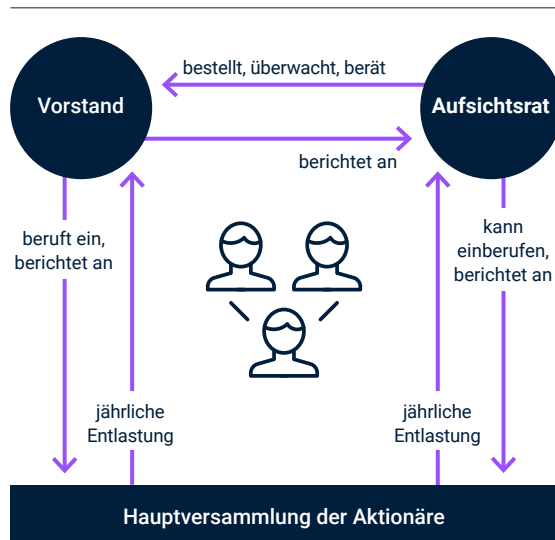 bestellt, überwacht, berät
Vorstand
Aufsichtsrat
berichtet an
beruft ein,
berichtet an
kann
einberufen,
berichtet an
jährliche
Entlastung
jährliche
Entlastung
Hauptversammlung der Aktionäre